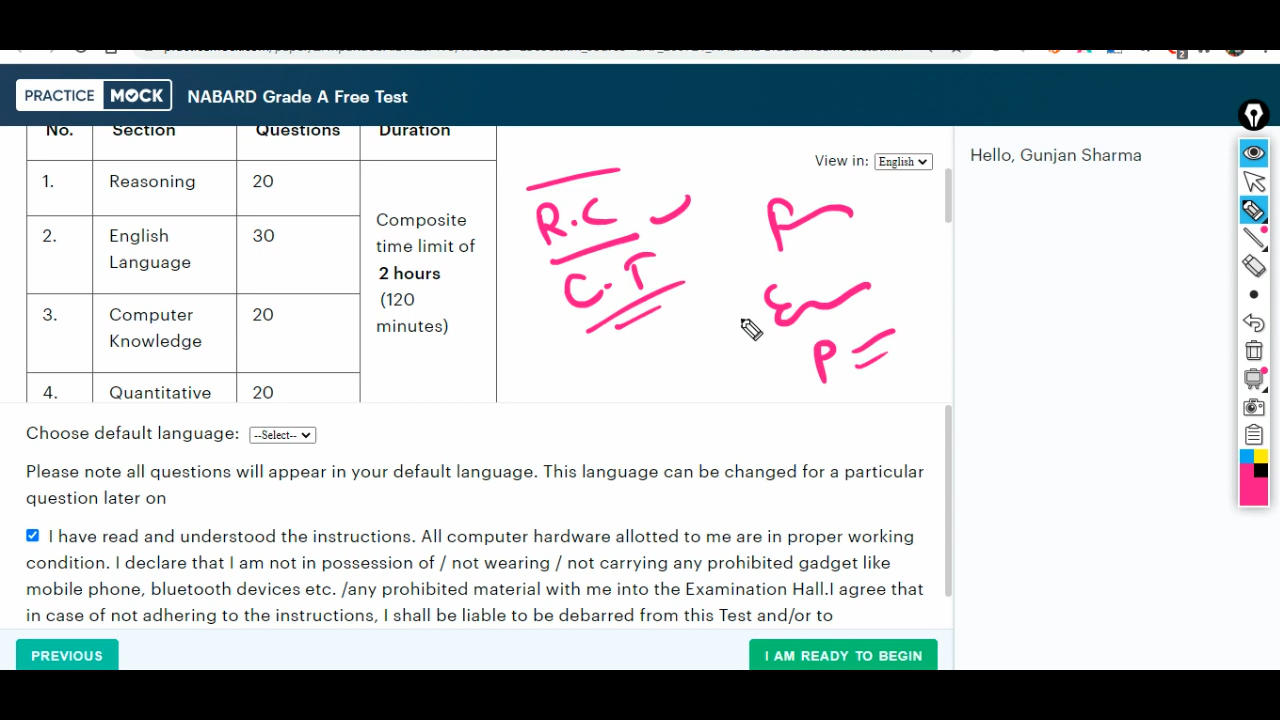 PRACTICE MOCK NABARD Grade A Free Test
No. Section Questions Duration
View in: English
Hello, Gunjan Sharma
1. Reasoning 20
2. English Language 30
3. Computer Knowledge 20
4. Quantitative 20
Composite
time limit of
2 hours
(120
minutes)
R.C
C.T
P
Choose default language: --Select--
Please note all questions will appear in your default language. This language can be changed for a particular
question later on
I have read and understood the instructions. All computer hardware allotted to me are in proper working
condition. I declare that I am not in possession of / not wearing / not carrying any prohibited gadget like
mobile phone, bluetooth devices etc. /any prohibited material with me into the Examination Hall.I agree that
in case of not adhering to the instructions, I shall be liable to be debarred from this Test and/or to
PREVIOUS
I AM READY TO BEGIN
2